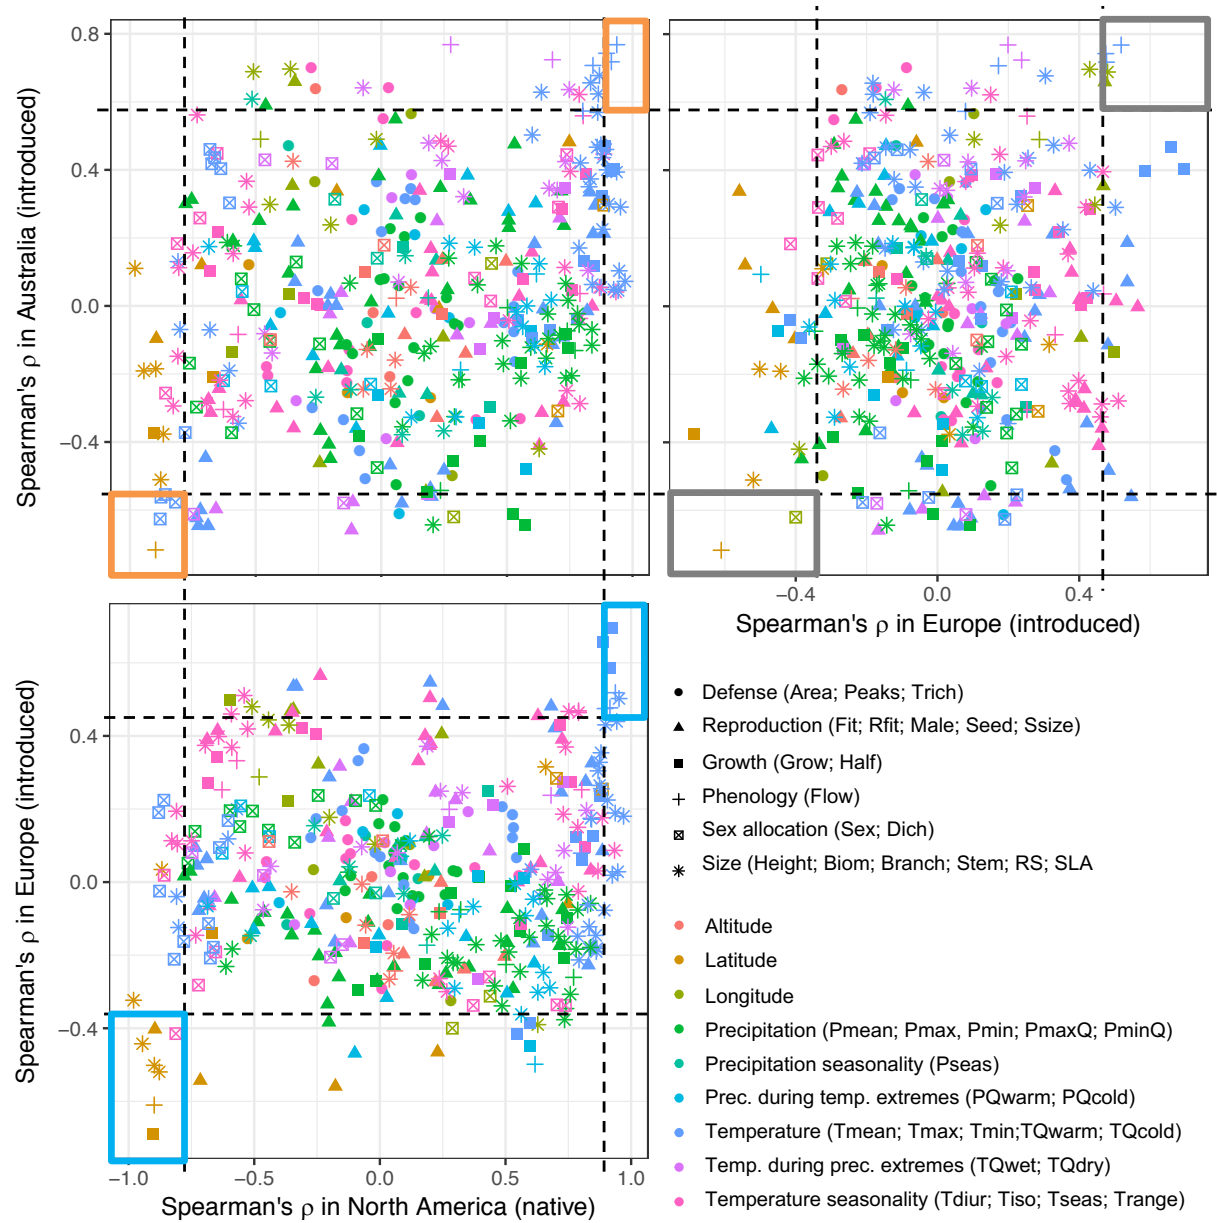 0.8
0.4
0.0
−0.4
Spearman's ρ in Australia (introduced)
−0.4
0.0
0.4
Spearman's ρ in Europe (introduced)
0.4
0.0
−0.4
Spearman's ρ in Europe (introduced)
−1.0
−0.5
0.0
0.5
1.0
Spearman's ρ in North America (native)
Defense (Area; Peaks; Trich)
Reproduction (Fit; Rfit; Male; Seed; Ssize)
Growth (Grow; Half)
Phenology (Flow)
Sex allocation (Sex; Dich)
Size (Height; Biom; Branch; Stem; RS; SLA
Altitude
Latitude
Longitude
Precipitation (Pmean; Pmax, Pmin; PmaxQ; PminQ)
Precipitation seasonality (Pseas)
Prec. during temp. extremes (PQwarm; PQcold)
Temperature (Tmean; Tmax; Tmin;TQwarm; TQcold)
Temp. during prec. extremes (TQwet; TQdry)
Temperature seasonality (Tdiur; Tiso; Tseas; Trange)